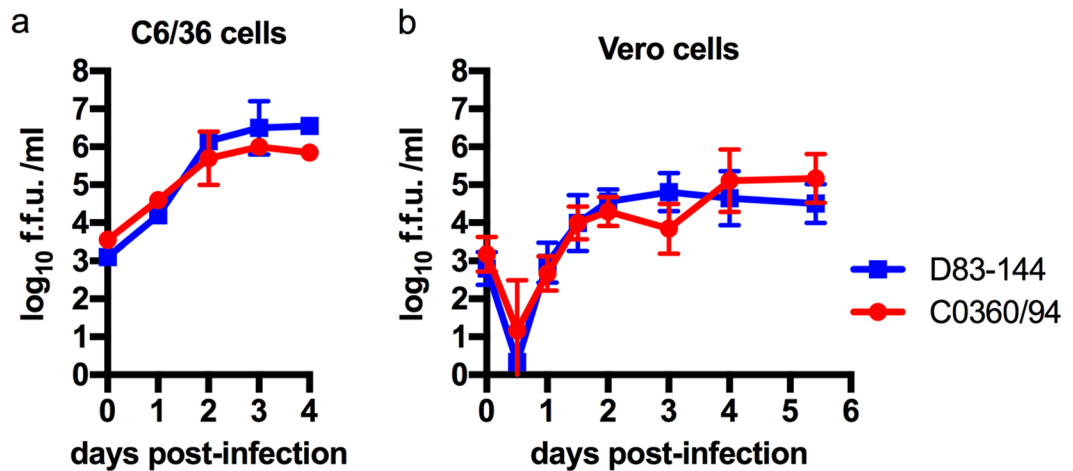 a
C6/36 cells
8
7
6
5
4
3
2
1
0
log10 f.f.u. /ml
0 1 2 3 4
days post-infection
b
Vero cells
8
7
6
5
4
3
2
1
0
log10 f.f.u. /ml
0 1 2 3 4 5 6
days post-infection
D83-144
C0360/94